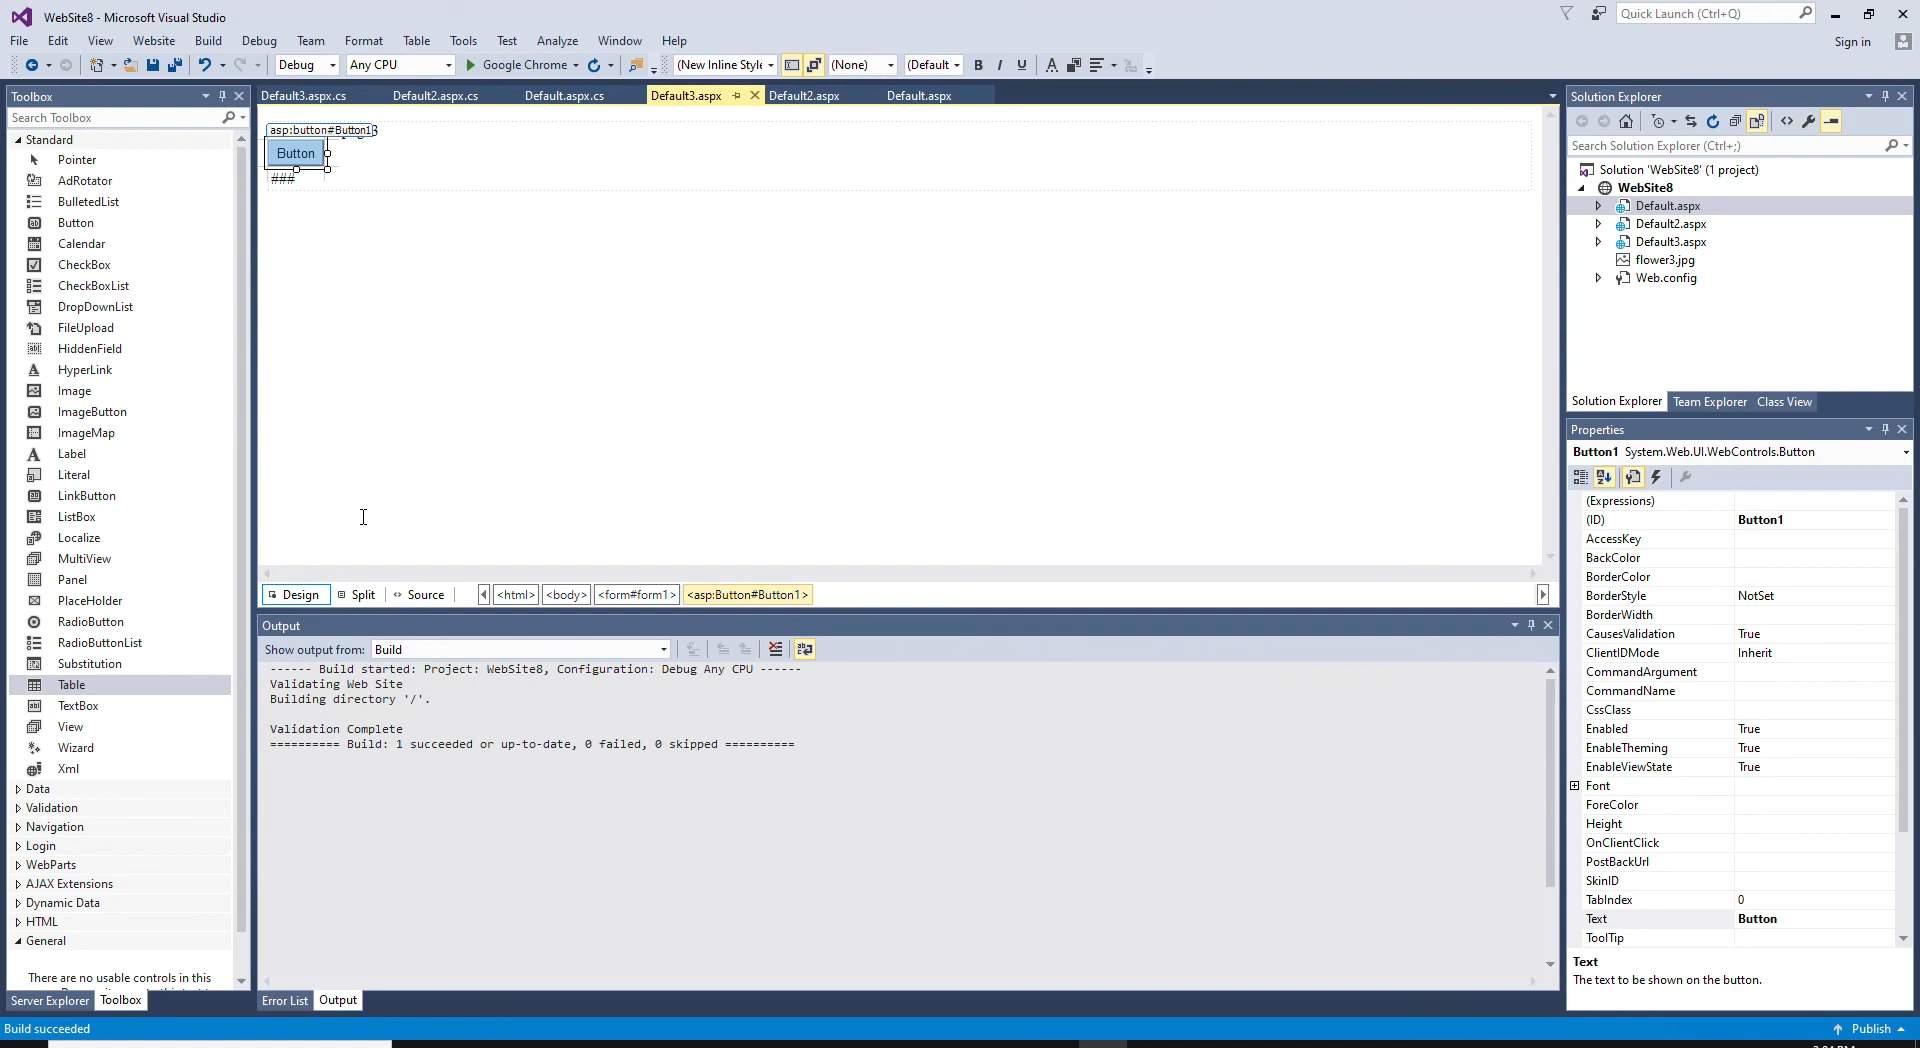 WebSite8 - Microsoft Visual Studio
Quick Launch (Ctrl+Q)
File Edit View Website Build Debug Team Format Table Tools Test Analyze Window Help
Sign in
Debug Any CPU Google Chrome (New Inline Style (None) (Default B I U A
Toolbox
Search Toolbox
Standard
Pointer
AdRotator
BulletedList
Button
Calendar
CheckBox
CheckBoxList
DropDownList
FileUpload
HiddenField
HyperLink
Image
ImageButton
ImageMap
Label
Literal
LinkButton
ListBox
Localize
MultiView
Panel
PlaceHolder
RadioButton
RadioButtonList
Substitution
Table
TextBox
View
Wizard
Xml
Data
Validation
Navigation
Login
WebParts
AJAX Extensions
Dynamic Data
HTML
General
There are no usable controls in this
Server Explorer Toolbox
Default3.aspx.cs Default2.aspx.cs Default.aspx.cs Default3.aspx Default2.aspx Default.aspx
asp:button#Button1
Button
###
Design Split Source <html> <body> <form#form1> <asp:Button#Button1>
Output
Show output from: Build
------ Build started: Project: WebSite8, Configuration: Debug Any CPU ------
Validating Web Site
Building directory '/'.
Validation Complete
========== Build: 1 succeeded or up-to-date, 0 failed, 0 skipped ==========
Error List Output
Solution Explorer
Search Solution Explorer (Ctrl+;)
Solution 'WebSite8' (1 project)
WebSite8
Default.aspx
Default2.aspx
Default3.aspx
flower3.jpg
Web.config
Solution Explorer Team Explorer Class View
Properties
Button1 System.Web.UI.WebControls.Button
(Expressions)
(ID) Button1
AccessKey
BackColor
BorderColor
BorderStyle NotSet
BorderWidth
CausesValidation True
ClientIDMode Inherit
CommandArgument
CommandName
CssClass
Enabled True
EnableTheming True
EnableViewState True
Font
ForeColor
Height
OnClientClick
PostBackUrl
SkinID
TabIndex 0
Text Button
ToolTip
Text
The text to be shown on the button.
Build succeeded
Publish